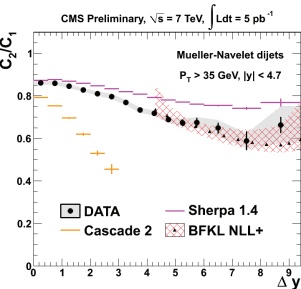 CMS Preliminary, √s = 7 TeV, ∫Ldt = 5 pb⁻¹
C₂/C₁
Mueller-Navelet dijets
P_T > 35 GeV, |y| < 4.7
1
0.8
0.6
0.4
0.2
0
DATA
Sherpa 1.4
Cascade 2
BFKL NLL+
0 1 2 3 4 5 6 7 8 9
Δ y